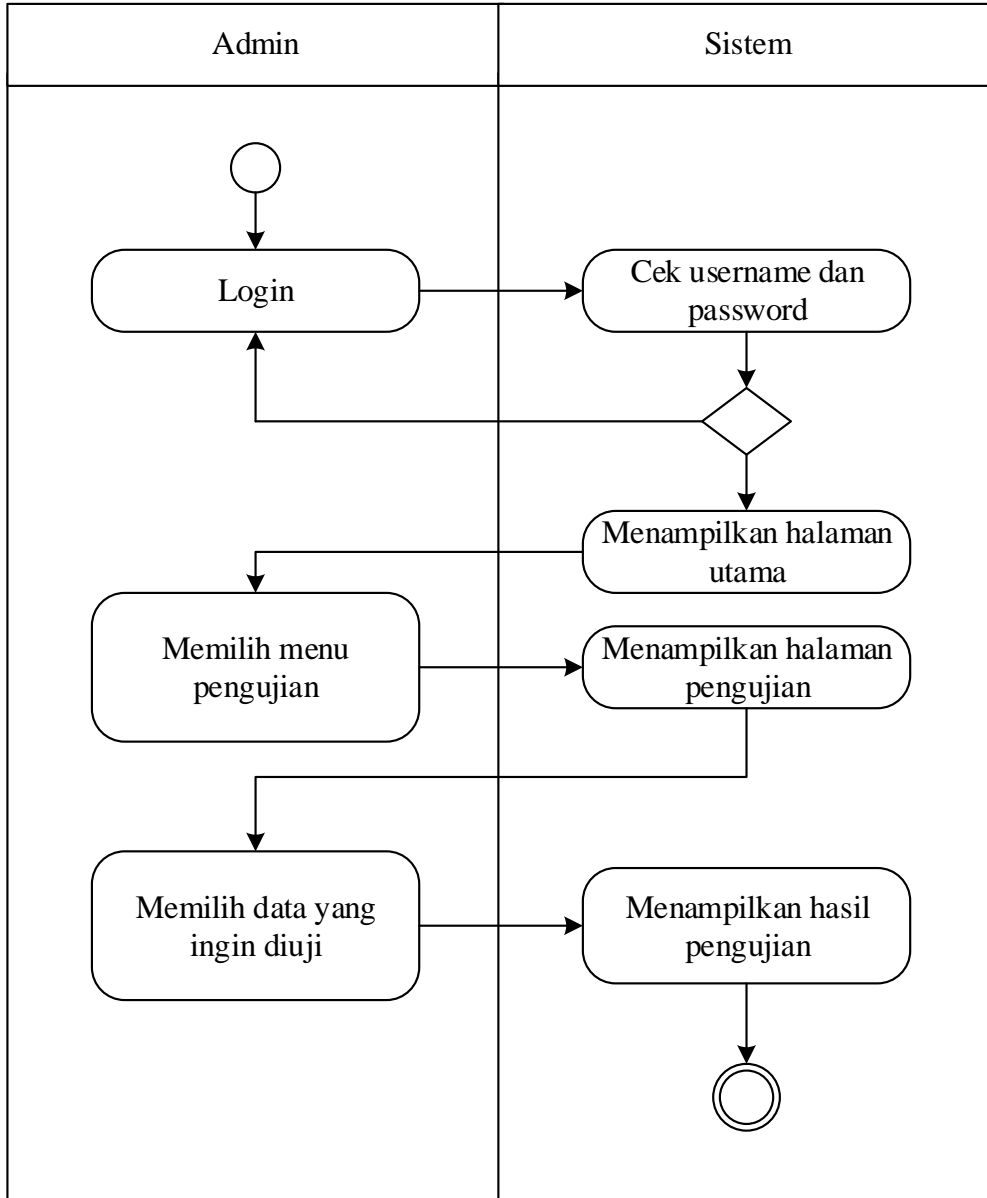 Admin
Sistem
Login
Cek username dan
password
Menampilkan halaman
utama
Memilih menu
pengujian
Menampilkan halaman
pengujian
Memilih data yang
ingin diuji
Menampilkan hasil
pengujian